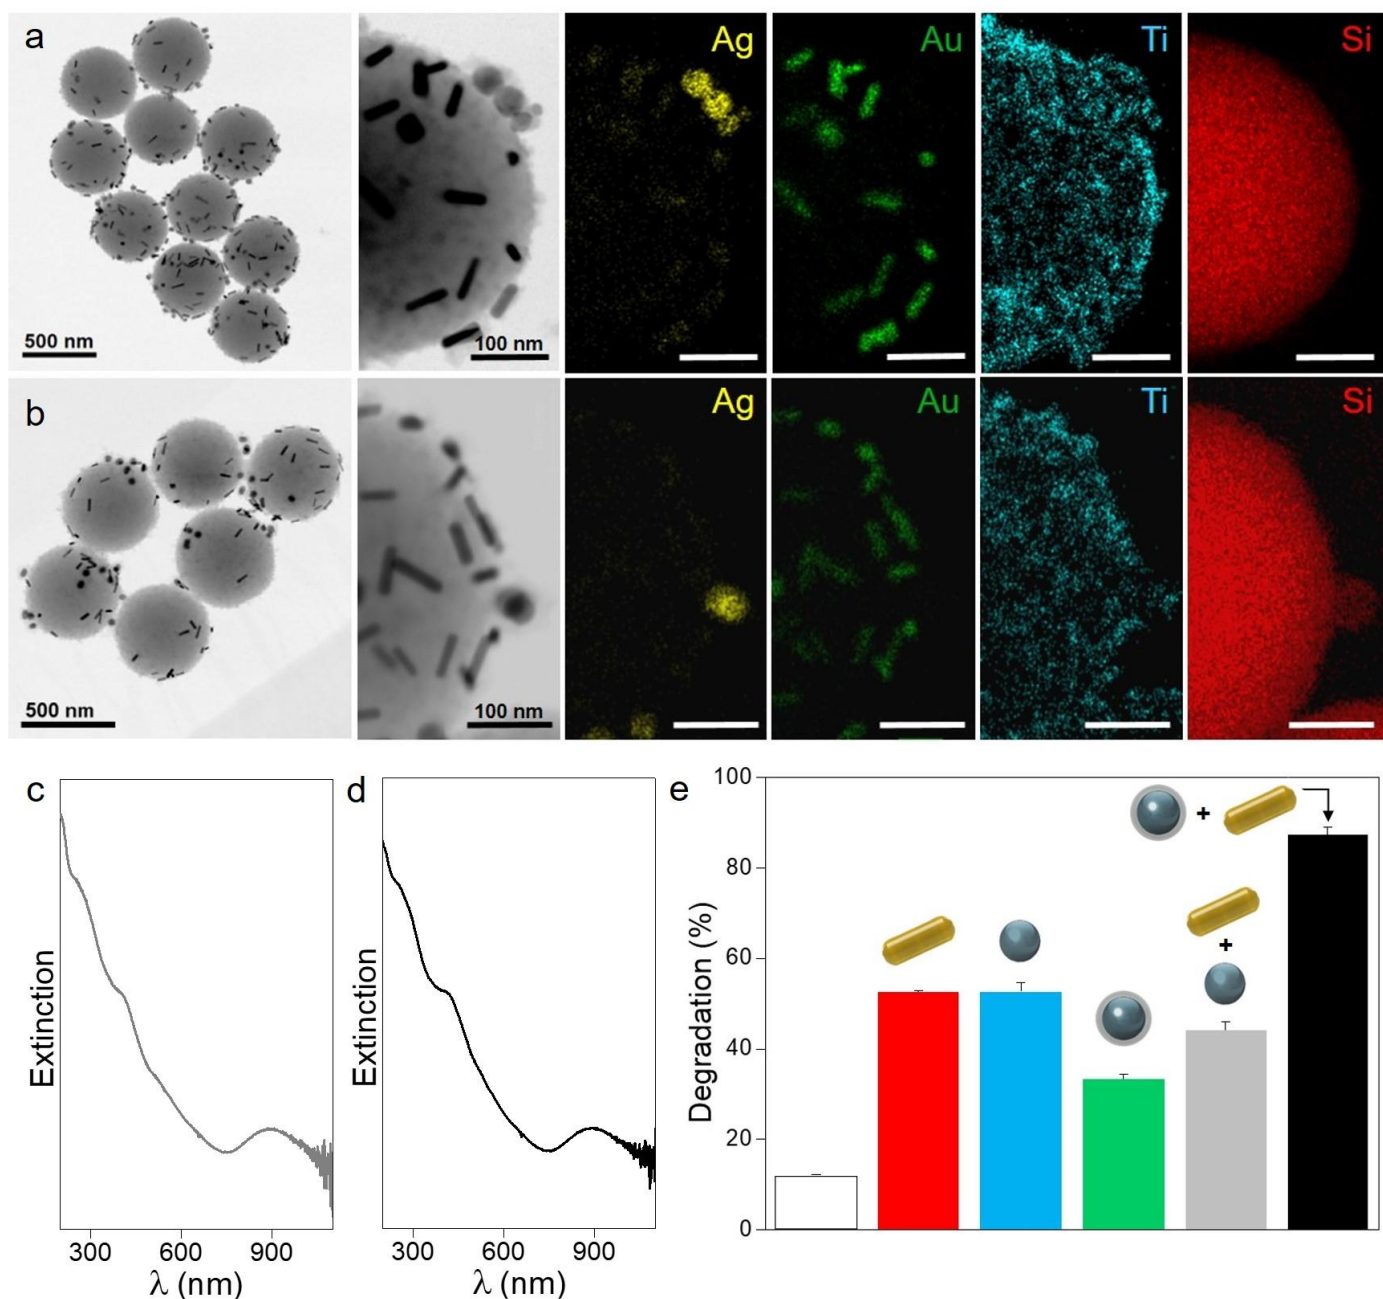 a
500 nm
100 nm
Ag
Au
Ti
Si
b
500 nm
100 nm
Ag
Au
Ti
Si
c
Extinction
300
600
900
λ (nm)
d
Extinction
300
600
900
λ (nm)
e
Degradation (%)
100
80
60
40
20
0
+
+